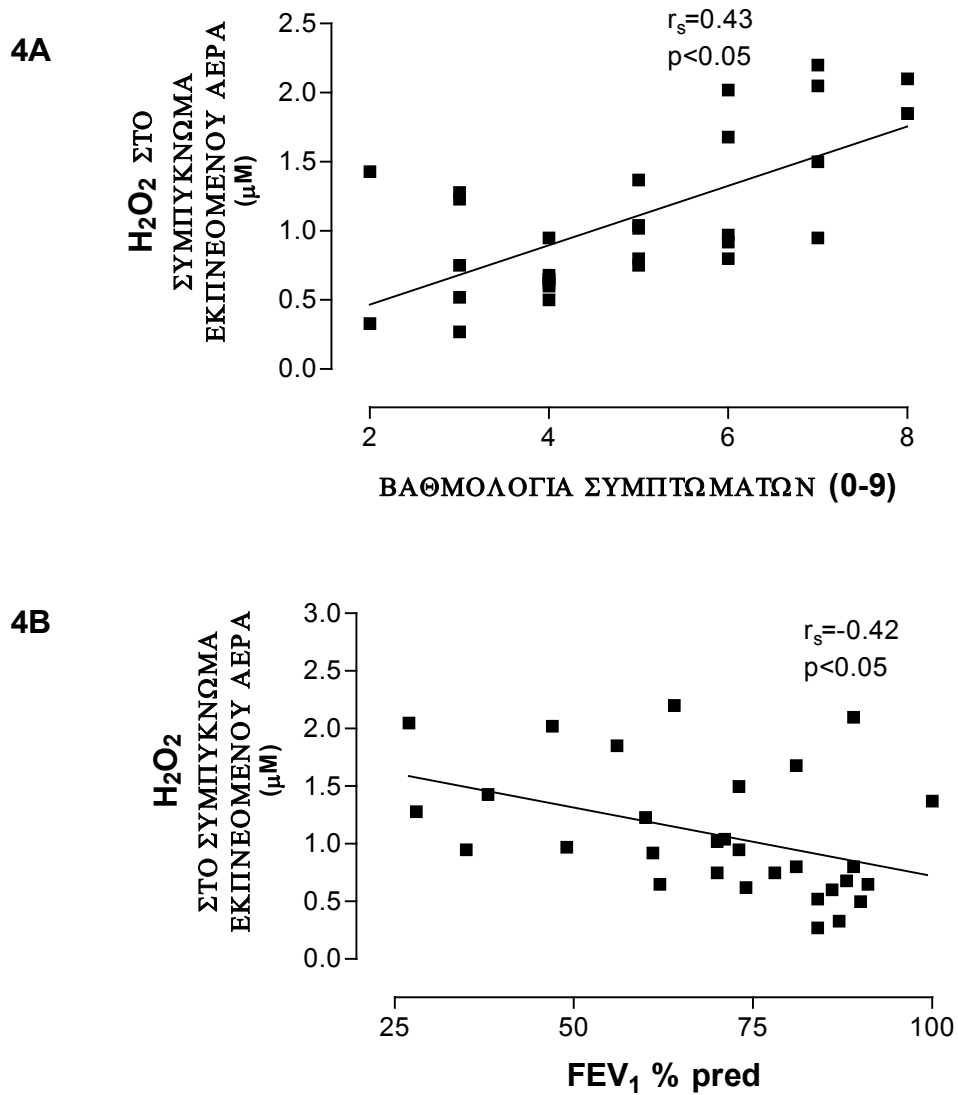 4A
H₂O₂ ΣΤΟ
ΣΥΜΠΥΚΝΩΜΑ
ΕΚΠΝΕΟΜΕΝΟΥ ΑΕΡΑ
(μM)
2.5
2.0
1.5
1.0
0.5
0.0
rₛ=0.43
p<0.05
2
4
6
8
ΒΑΘΜΟΛΟΓΙΑ ΣΥΜΠΤΩΜΑΤΩΝ (0-9)
4B
H₂O₂
ΣΤΟ ΣΥΜΠΥΚΝΩΜΑ
ΕΚΠΝΕΟΜΕΝΟΥ ΑΕΡΑ
(μM)
3.0
2.5
2.0
1.5
1.0
0.5
0.0
rₛ=-0.42
p<0.05
25
50
75
100
FEV₁ % pred